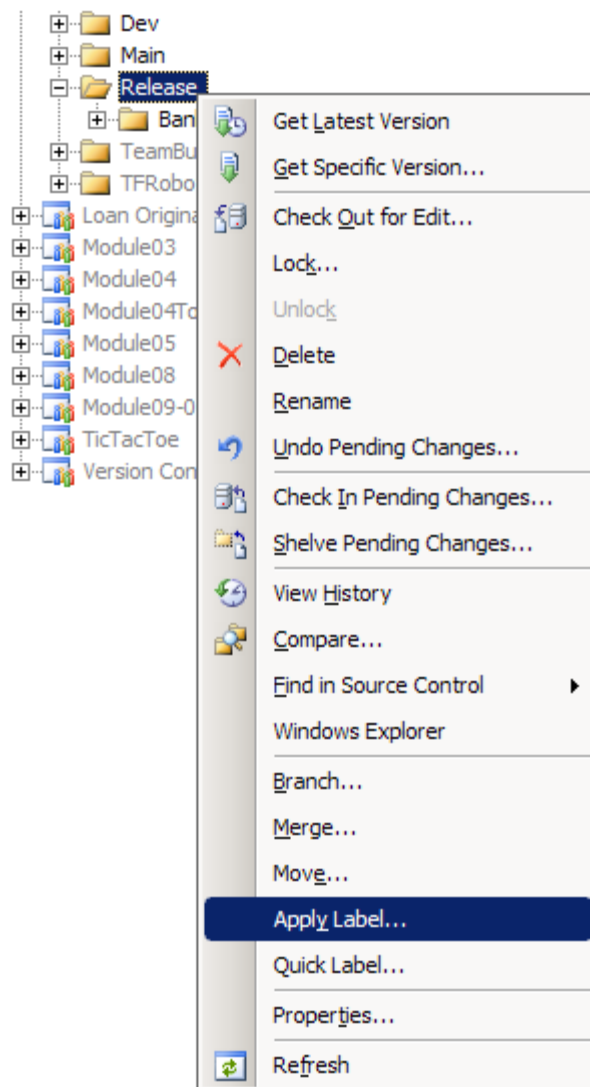 Dev
Main
Release
Ban
TeamBu
TFRobo
Loan Origina
Module03
Module04
Module04To
Module05
Module08
Module09-0
TicTacToe
Version Con
Get Latest Version
Get Specific Version...
Check Out for Edit...
Lock...
Unlock
Delete
Rename
Undo Pending Changes...
Check In Pending Changes...
Shelve Pending Changes...
View History
Compare...
Find in Source Control
Windows Explorer
Branch...
Merge...
Move...
Apply Label...
Quick Label...
Properties...
Refresh